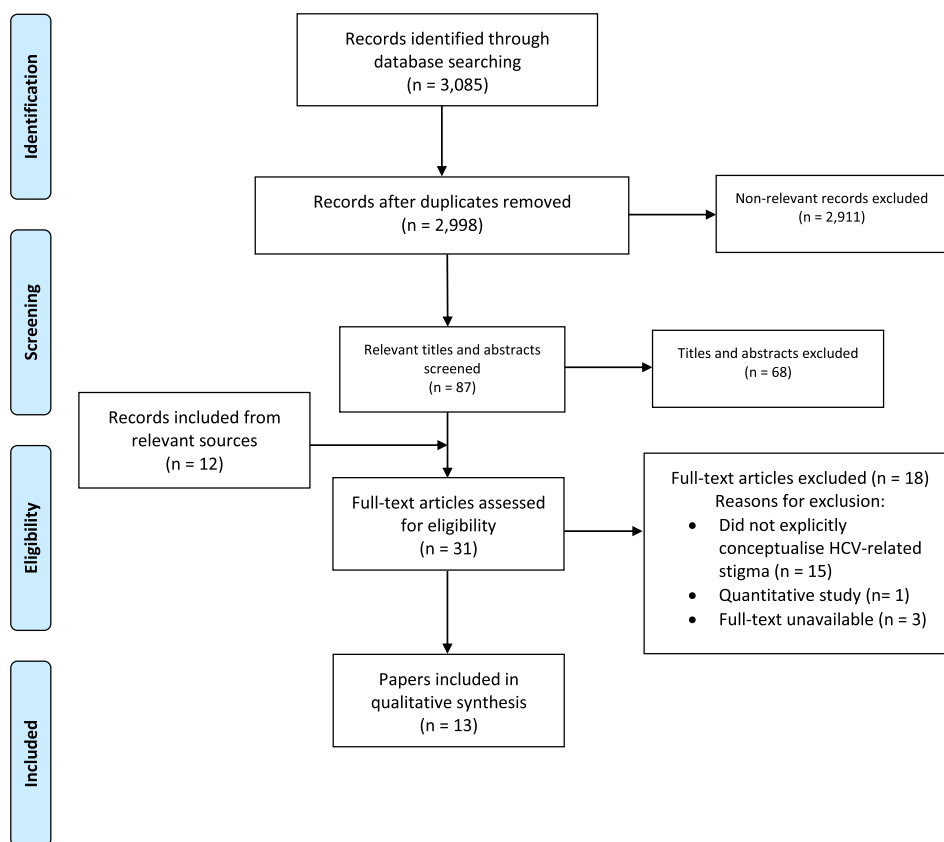 Identification
Records identified through
database searching
(n = 3,085)
Records after duplicates removed
(n = 2,998)
Non-relevant records excluded
(n = 2,911)
Screening
Relevant titles and abstracts
screened
(n = 87)
Titles and abstracts excluded
(n = 68)
Records included from
relevant sources
(n = 12)
Eligibility
Full-text articles assessed
for eligibility
(n = 31)
Full-text articles excluded (n = 18)
Reasons for exclusion:
• Did not explicitly
conceptualise HCV-related
stigma (n = 15)
• Quantitative study (n= 1)
• Full-text unavailable (n = 3)
Included
Papers included in
qualitative synthesis
(n = 13)